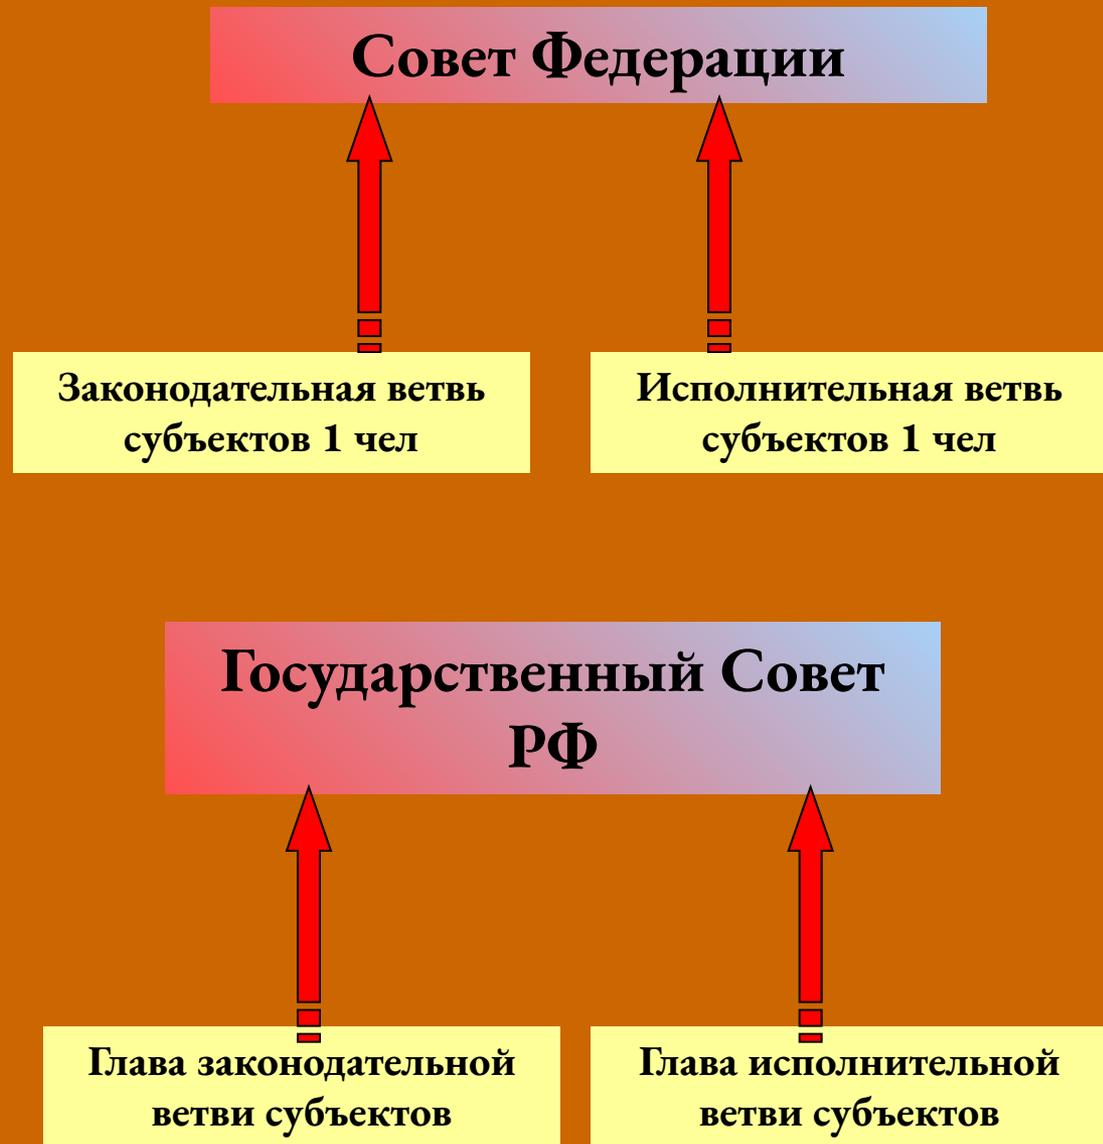 Совет Федерации
Законодательная ветвь
субъектов 1 чел
Исполнительная ветвь
субъектов 1 чел
Государственный Совет
РФ
Глава законодательной
ветви субъектов
Глава исполнительной
ветви субъектов